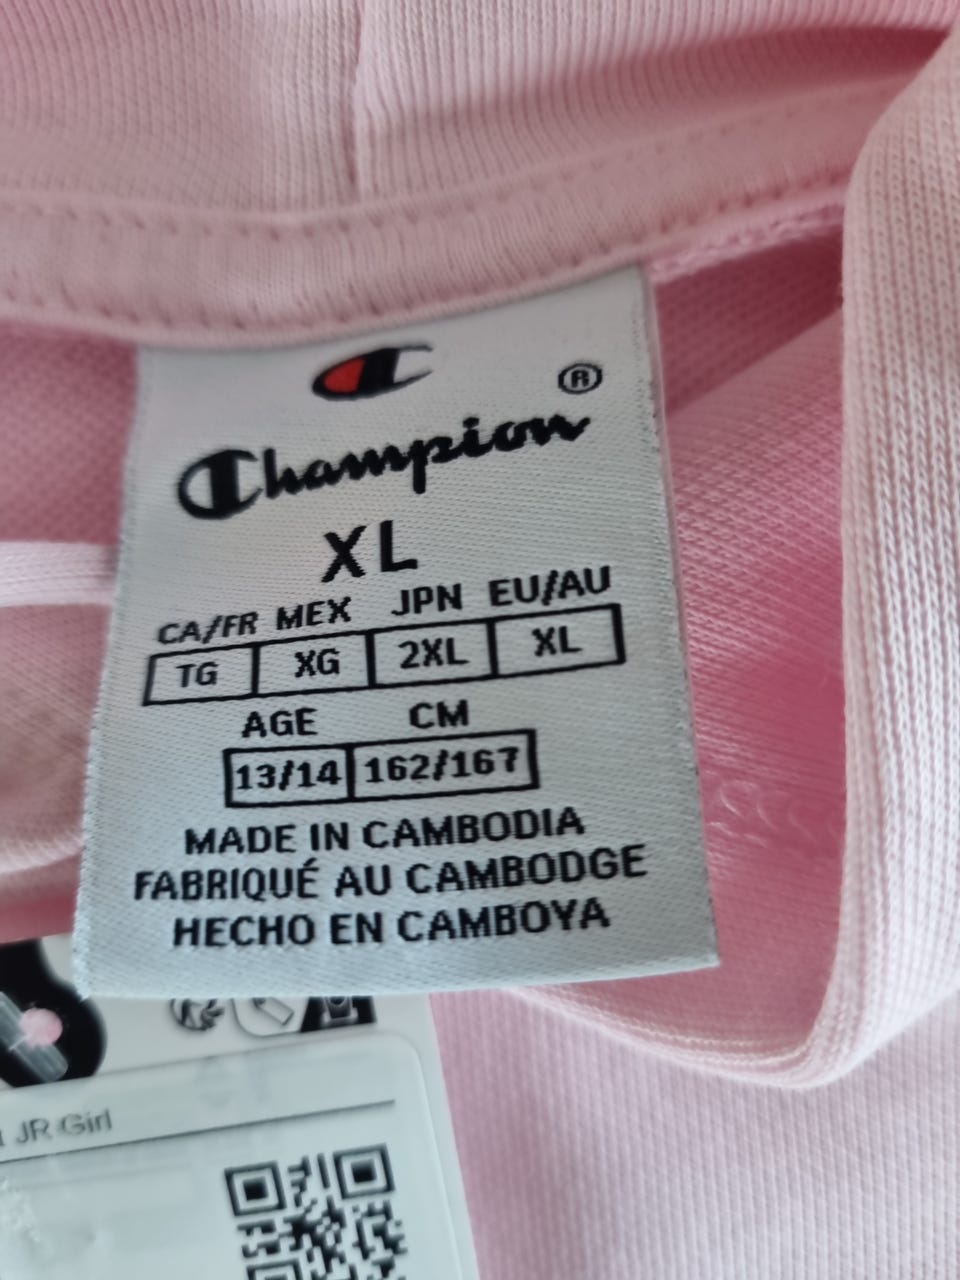 ®
Champion
XL
CA/FR MEX JPN EU/AU
TG XG 2XL XL
AGE CM
13/14 162/167
MADE IN CAMBODIA
FABRIQUÉ AU CAMBODGE
HECHO EN CAMBOYA
JR Girl